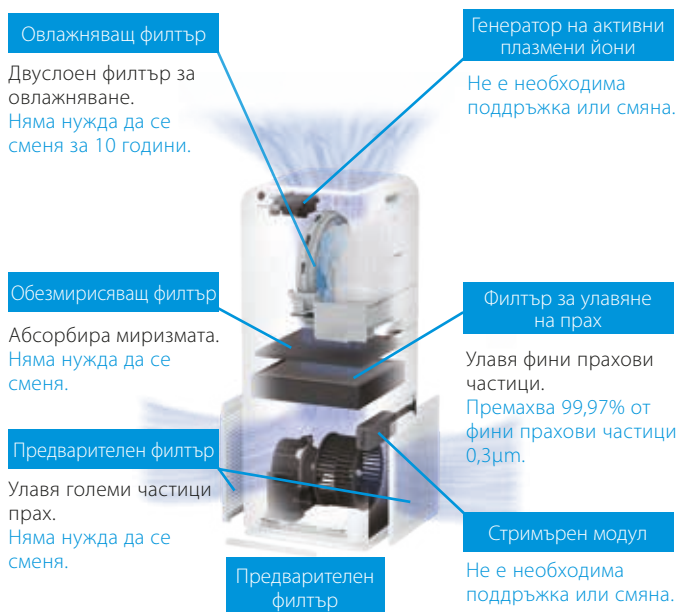 Овлажняващ филтър
Двуслоен филтър за
овлажняване.
Няма нужда да се
сменя за 10 години.
Генератор на активни
плазмени йони
Не е необходима
поддръжка или смяна.
Обезмирисяващ филтър
Абсорбира миризмата.
Няма нужда да се
сменя.
Филтър за улавяне
на прах
Улавя фини прахови
частици.
Премахва 99,97% от
фини прахови частици
0,3µm.
Предварителен филтър
Улавя големи частици
прах.
Няма нужда да се
сменя.
Стримърен модул
Не е необходима
поддръжка или смяна.
Предварителен
филтър